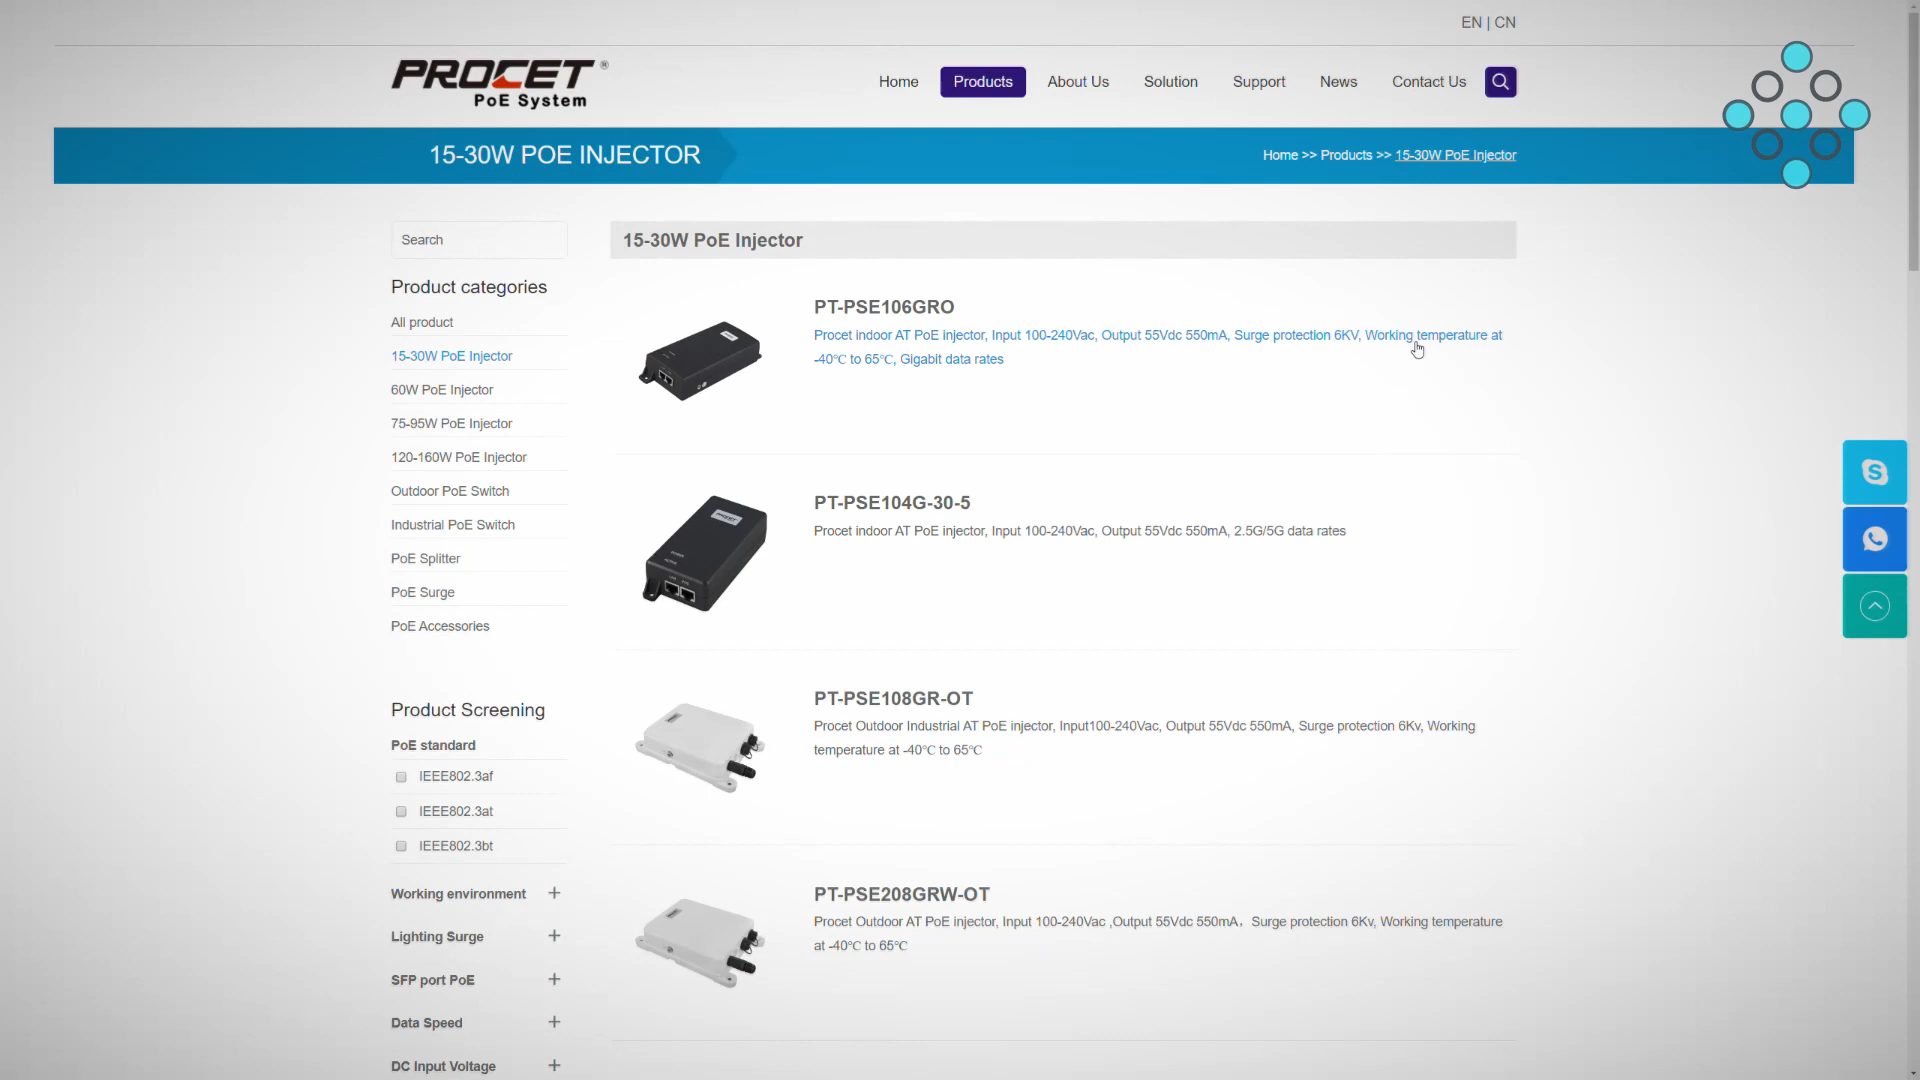 EN | CN
PROCET ®
PoE System
Home
Products
About Us
Solution
Support
News
Contact Us
15-30W POE INJECTOR
Home >> Products >> 15-30W PoE Injector
Search
Product categories
All product
15-30W PoE Injector
60W PoE Injector
75-95W PoE Injector
120-160W PoE Injector
Outdoor PoE Switch
Industrial PoE Switch
PoE Splitter
PoE Surge
PoE Accessories
Product Screening
PoE standard
IEEE802.3af
IEEE802.3at
IEEE802.3bt
Working environment +
Lighting Surge +
SFP port PoE +
Data Speed +
DC Input Voltage +
15-30W PoE Injector
PT-PSE106GRO
Procet indoor AT PoE injector, Input 100-240Vac, Output 55Vdc 550mA, Surge protection 6KV, Working temperature at
-40℃ to 65℃, Gigabit data rates
PROCET
PT-PSE104G-30-5
Procet indoor AT PoE injector, Input 100-240Vac, Output 55Vdc 550mA, 2.5G/5G data rates
PT-PSE108GR-OT
Procet Outdoor Industrial AT PoE injector, Input100-240Vac, Output 55Vdc 550mA, Surge protection 6Kv, Working
temperature at -40℃ to 65℃
PT-PSE208GRW-OT
Procet Outdoor AT PoE injector, Input 100-240Vac ,Output 55Vdc 550mA，Surge protection 6Kv, Working temperature
at -40℃ to 65℃